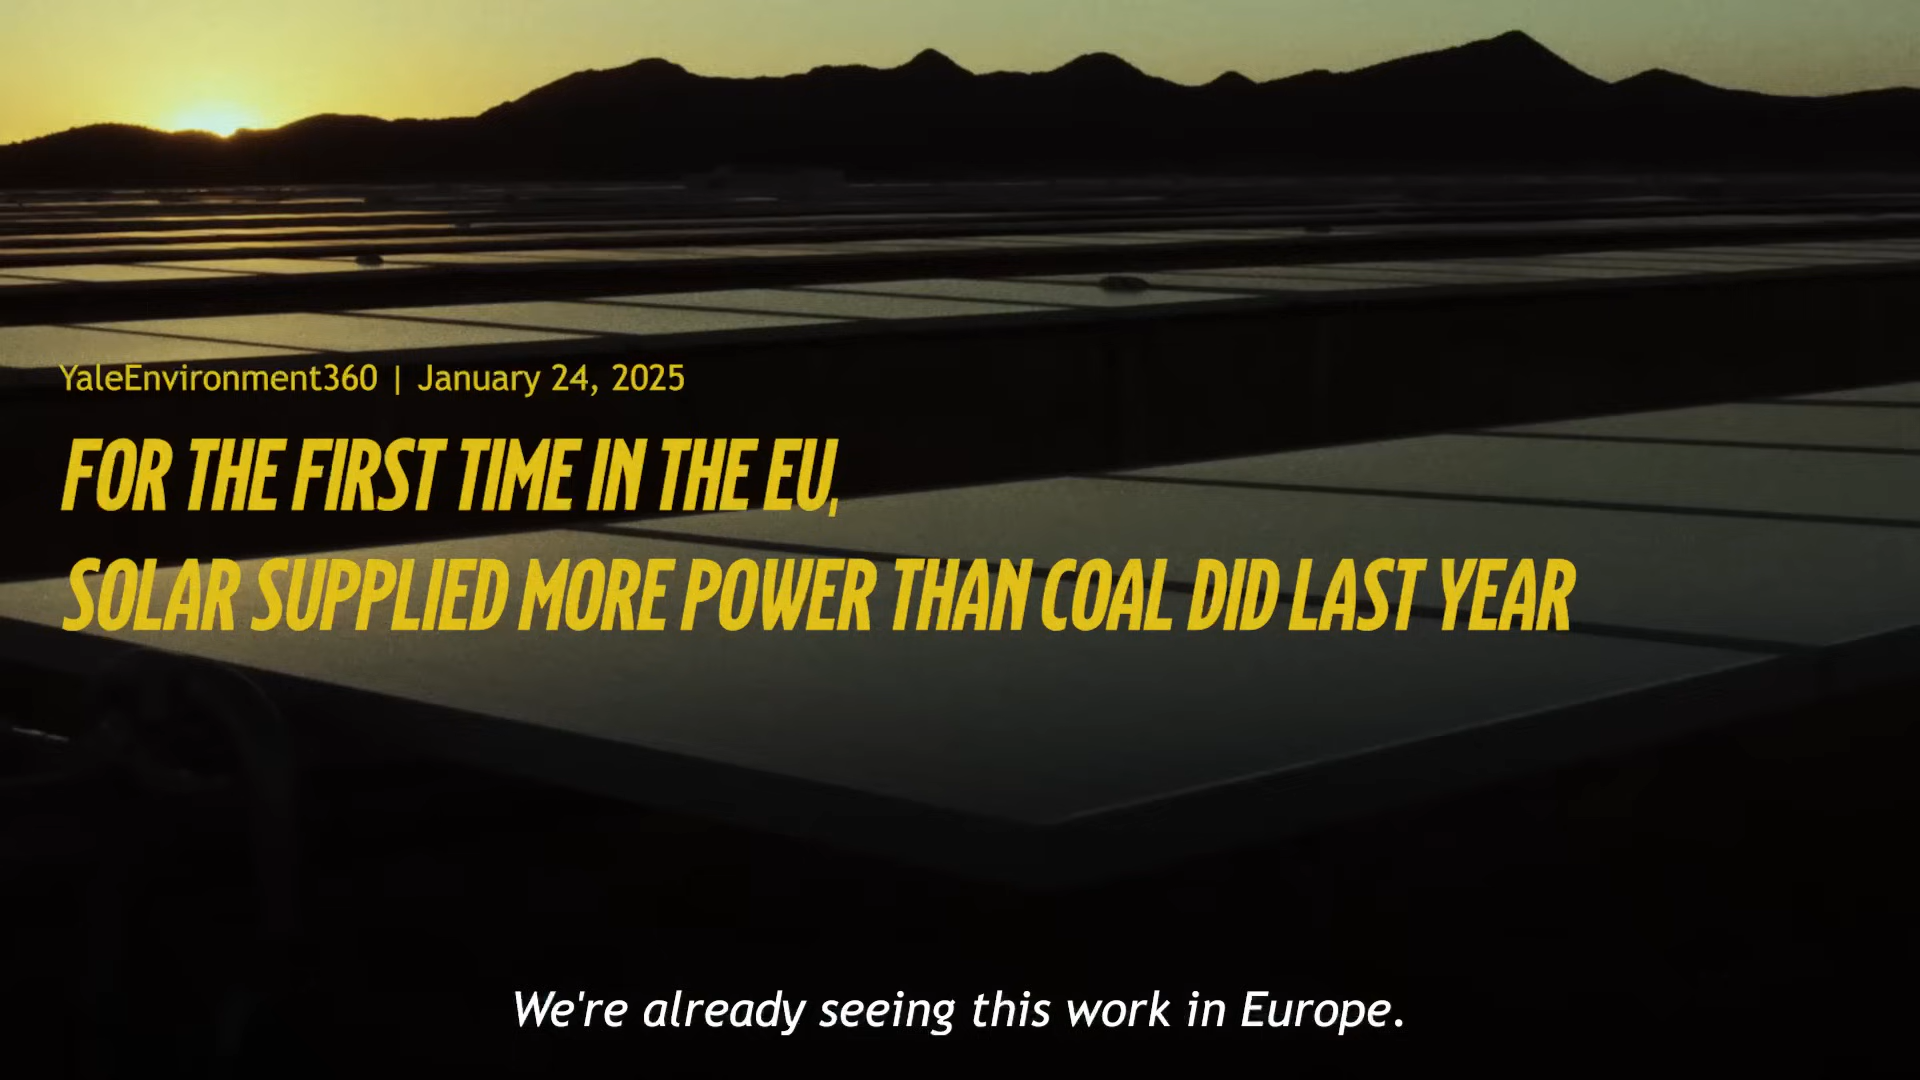 YaleEnvironment360 | January 24, 2025
FOR THE FIRST TIME IN THE EU,
SOLAR SUPPLIED MORE POWER THAN COAL DID LAST YEAR
We're already seeing this work in Europe.